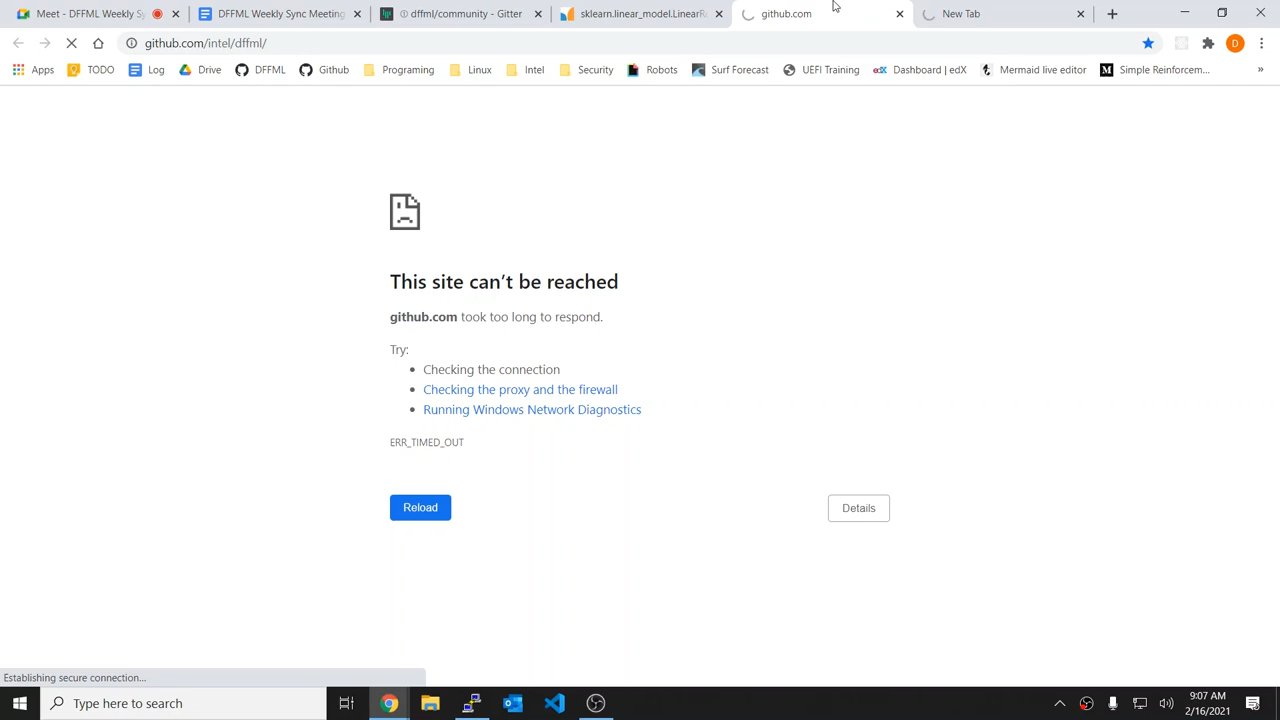 Meet - DFFML Weekly Sy
DFFML Weekly Sync Meeting
① dffml/community - Gitter
sklearn.linear_model.LinearRe
github.com
New Tab
github.com/intel/dffml/
D
Apps
TODO
Log
Drive
DFFML
Github
Programing
Linux
Intel
Security
Robots
Surf Forecast
UEFI Training
edX
Dashboard | edX
Mermaid live editor
M
Simple Reinforcem...
»
This site can't be reached
github.com took too long to respond.
Try:
• Checking the connection
• Checking the proxy and the firewall
• Running Windows Network Diagnostics
ERR_TIMED_OUT
Reload
Details
Establishing secure connection...
Type here to search
9:07 AM
2/16/2021